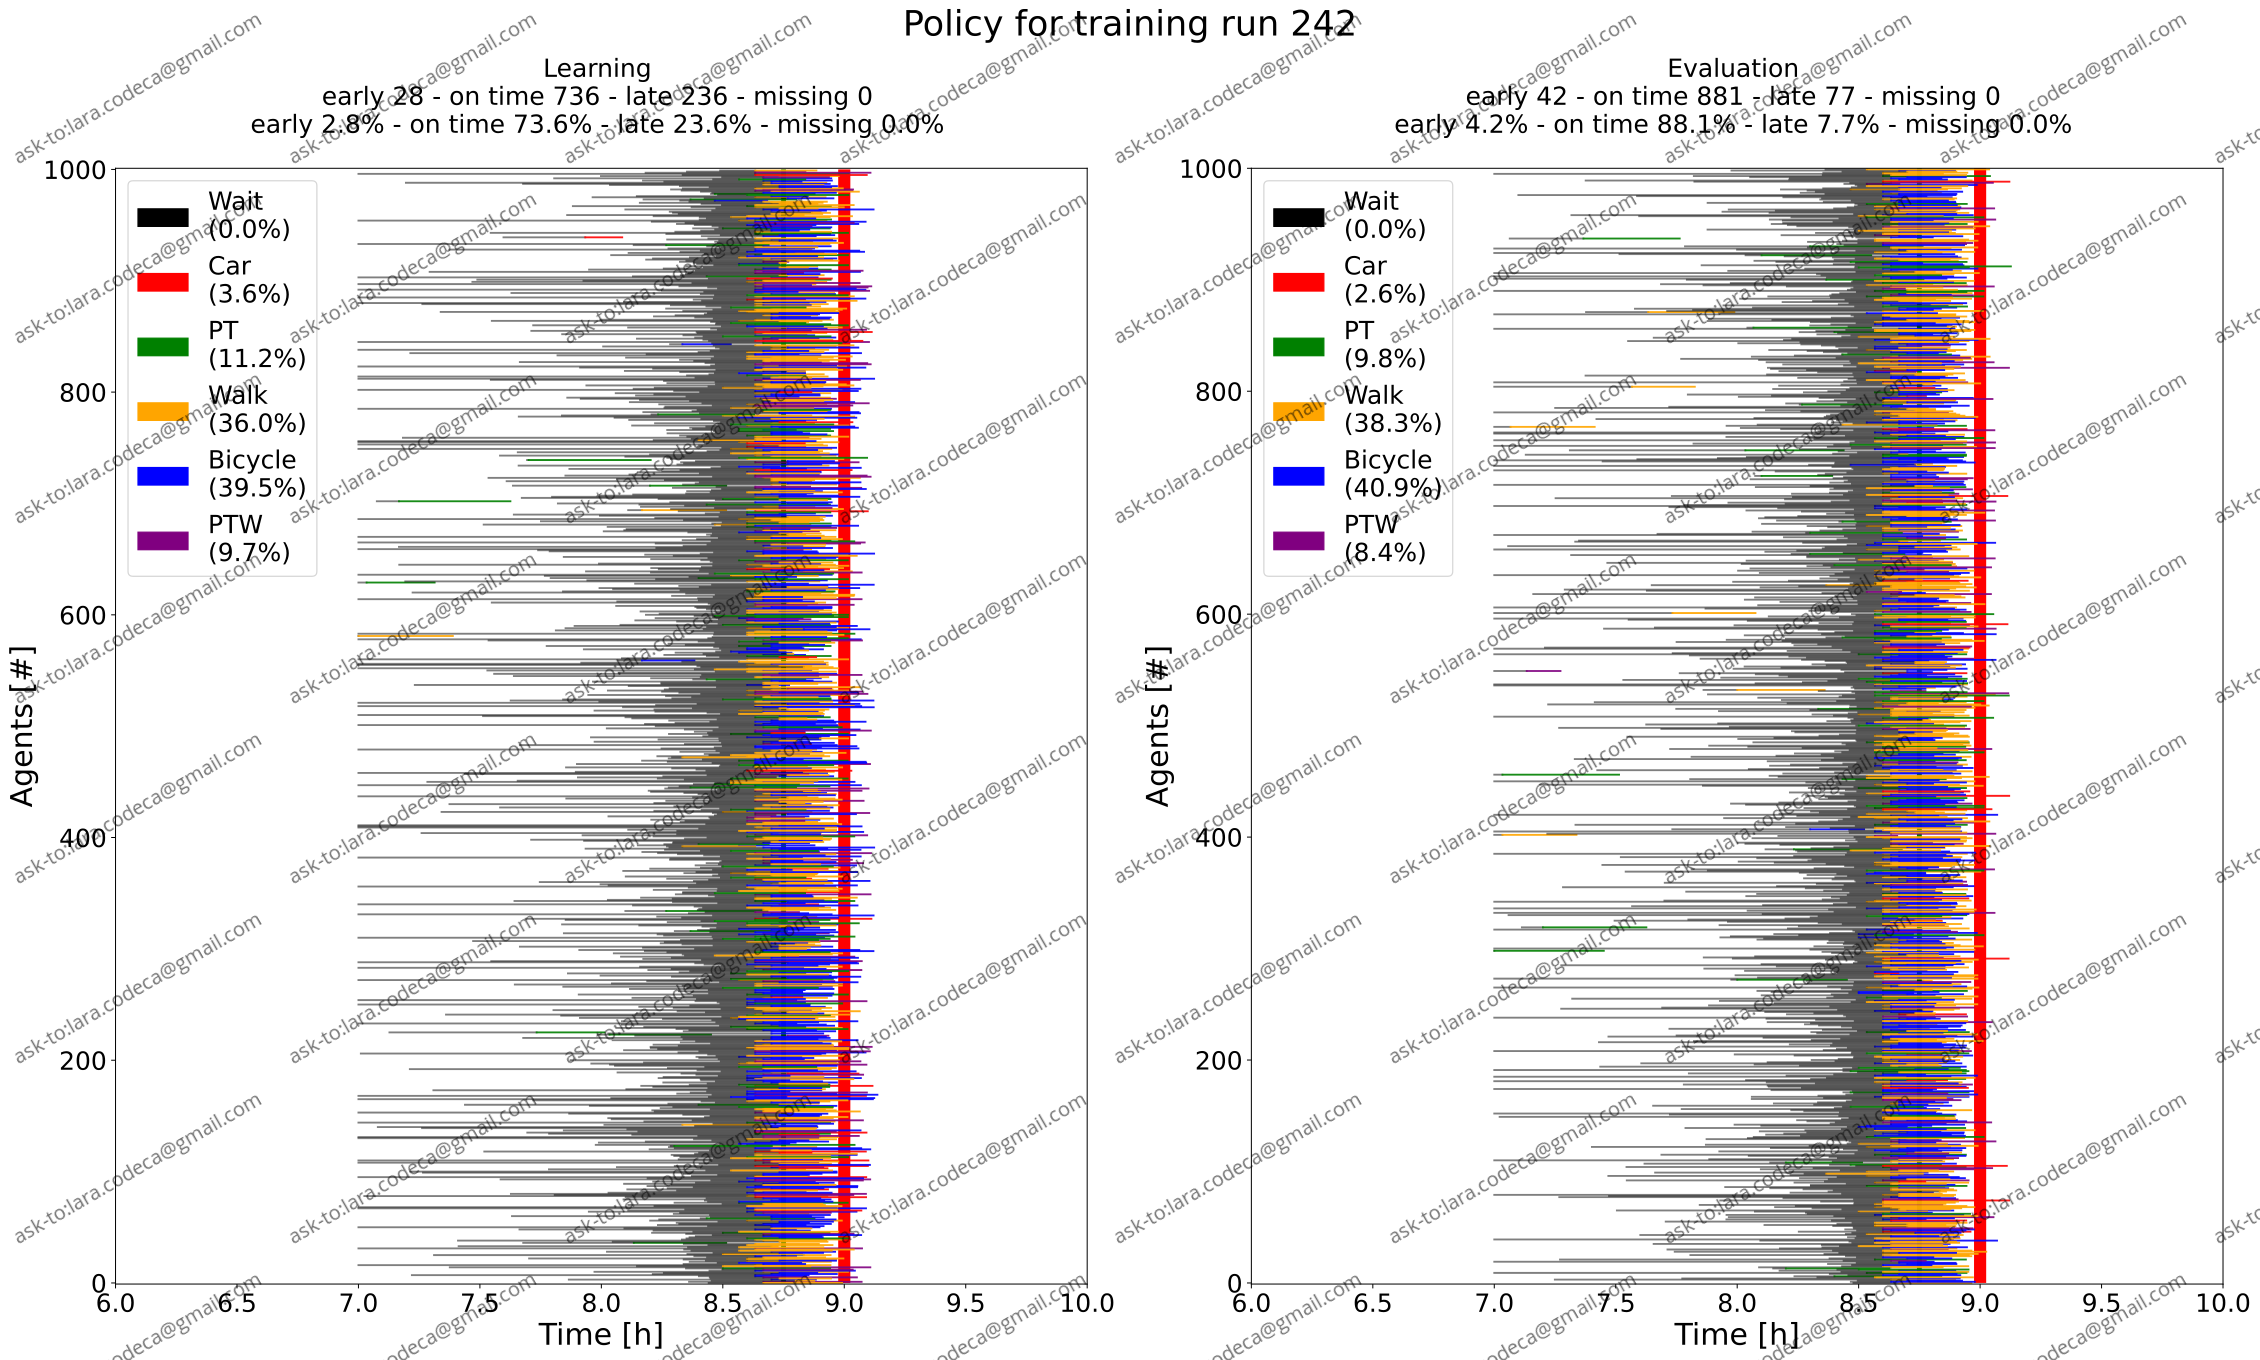 Policy for training run 242
Learning
early 28 - on time 736 - late 236 - missing 0
early 2.8% - on time 73.6% - late 23.6% - missing 0.0%
Agents [#]
1000
800
600
400
200
0
Wait
(0.0%)
Car
(3.6%)
PT
(11.2%)
Walk
(36.0%)
Bicycle
(39.5%)
PTW
(9.7%)
6.0 6.5 7.0 7.5 8.0 8.5 9.0 9.5 10.0
Time [h]
Evaluation
early 42 - on time 881 - late 77 - missing 0
early 4.2% - on time 88.1% - late 7.7% - missing 0.0%
Agents [#]
1000
800
600
400
200
0
Wait
(0.0%)
Car
(2.6%)
PT
(9.8%)
Walk
(38.3%)
Bicycle
(40.9%)
PTW
(8.4%)
6.0 6.5 7.0 7.5 8.0 8.5 9.0 9.5 10.0
Time [h]
ask-to:lara.codeca@gmail.com